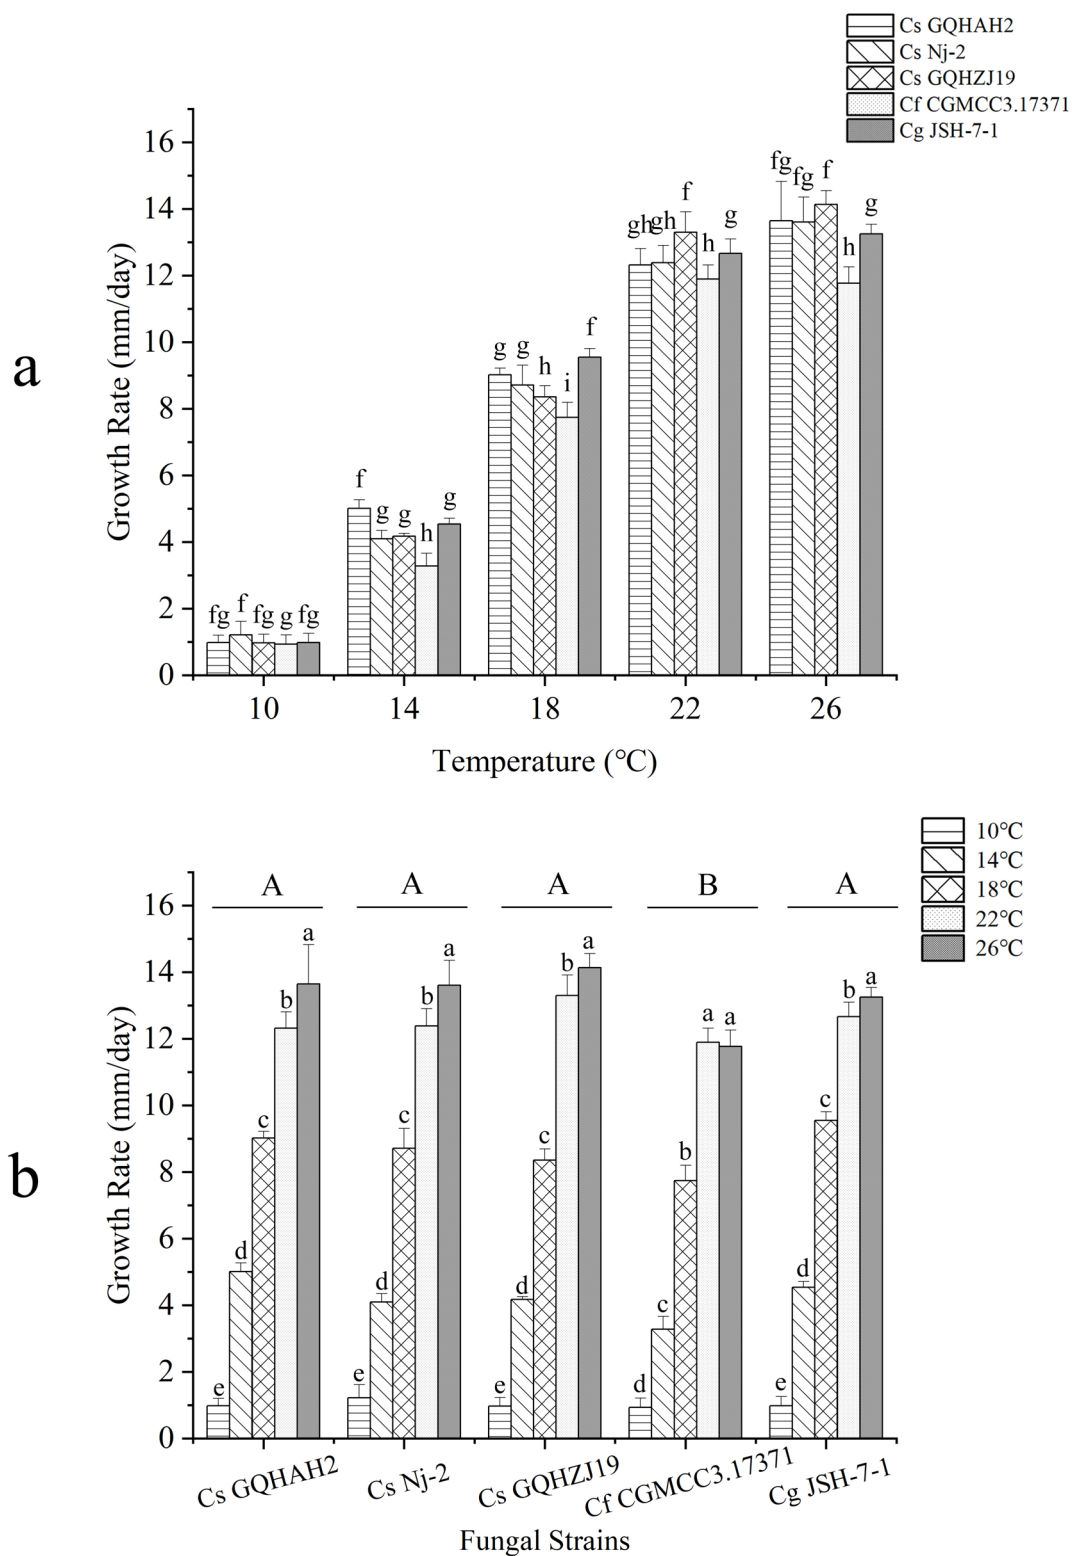 Cs GQHAH2
Cs Nj-2
Cs GQHZJ19
Cf CGMCC3.17371
Cg JSH-7-1
a
Growth Rate (mm/day)
16
14
12
10
8
6
4
2
0
fg f fg g fg
f g g h g
g g h i f
gh gh f h g
fg fg f h g
10 14 18 22 26
Temperature (℃)
10℃
14℃
18℃
22℃
26℃
b
Growth Rate (mm/day)
16
14
12
10
8
6
4
2
0
A A A B A
e d c b a
e d c b a
e d c b a
d c b a a
e d c b a
Cs GQHAH2 Cs Nj-2 Cs GQHZJ19 Cf CGMCC3.17371 Cg JSH-7-1
Fungal Strains